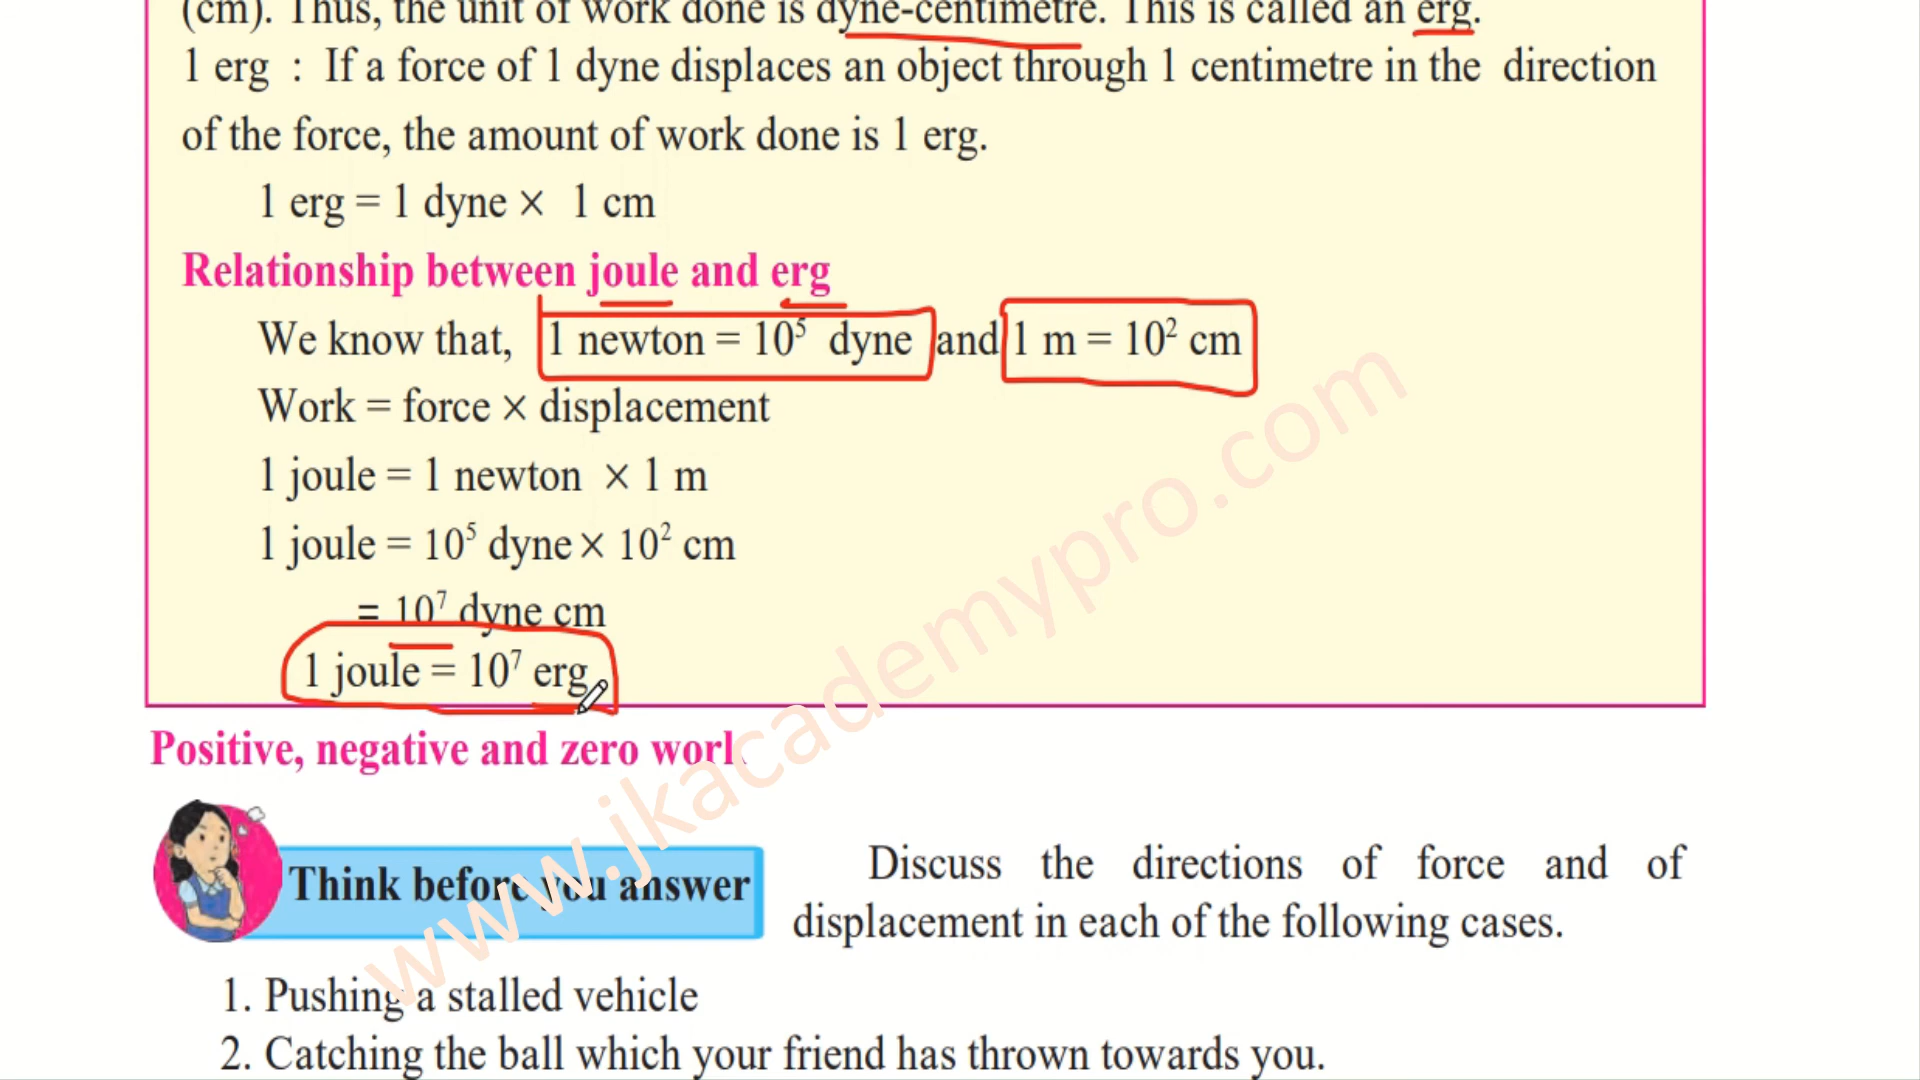 (cm). Thus, the unit of work done is dyne-centimetre. This is called an erg.
1 erg : If a force of 1 dyne displaces an object through 1 centimetre in the direction
of the force, the amount of work done is 1 erg.
1 erg = 1 dyne × 1 cm
Relationship between joule and erg
We know that, 1 newton = 10⁵ dyne and 1 m = 10² cm
Work = force × displacement
1 joule = 1 newton × 1 m
1 joule = 10⁵ dyne × 10² cm
= 10⁷ dyne cm
1 joule = 10⁷ erg
Positive, negative and zero work
Think before you answer
Discuss the directions of force and of
displacement in each of the following cases.
1. Pushing a stalled vehicle
2. Catching the ball which your friend has thrown towards you.
www.jkacademypro.com